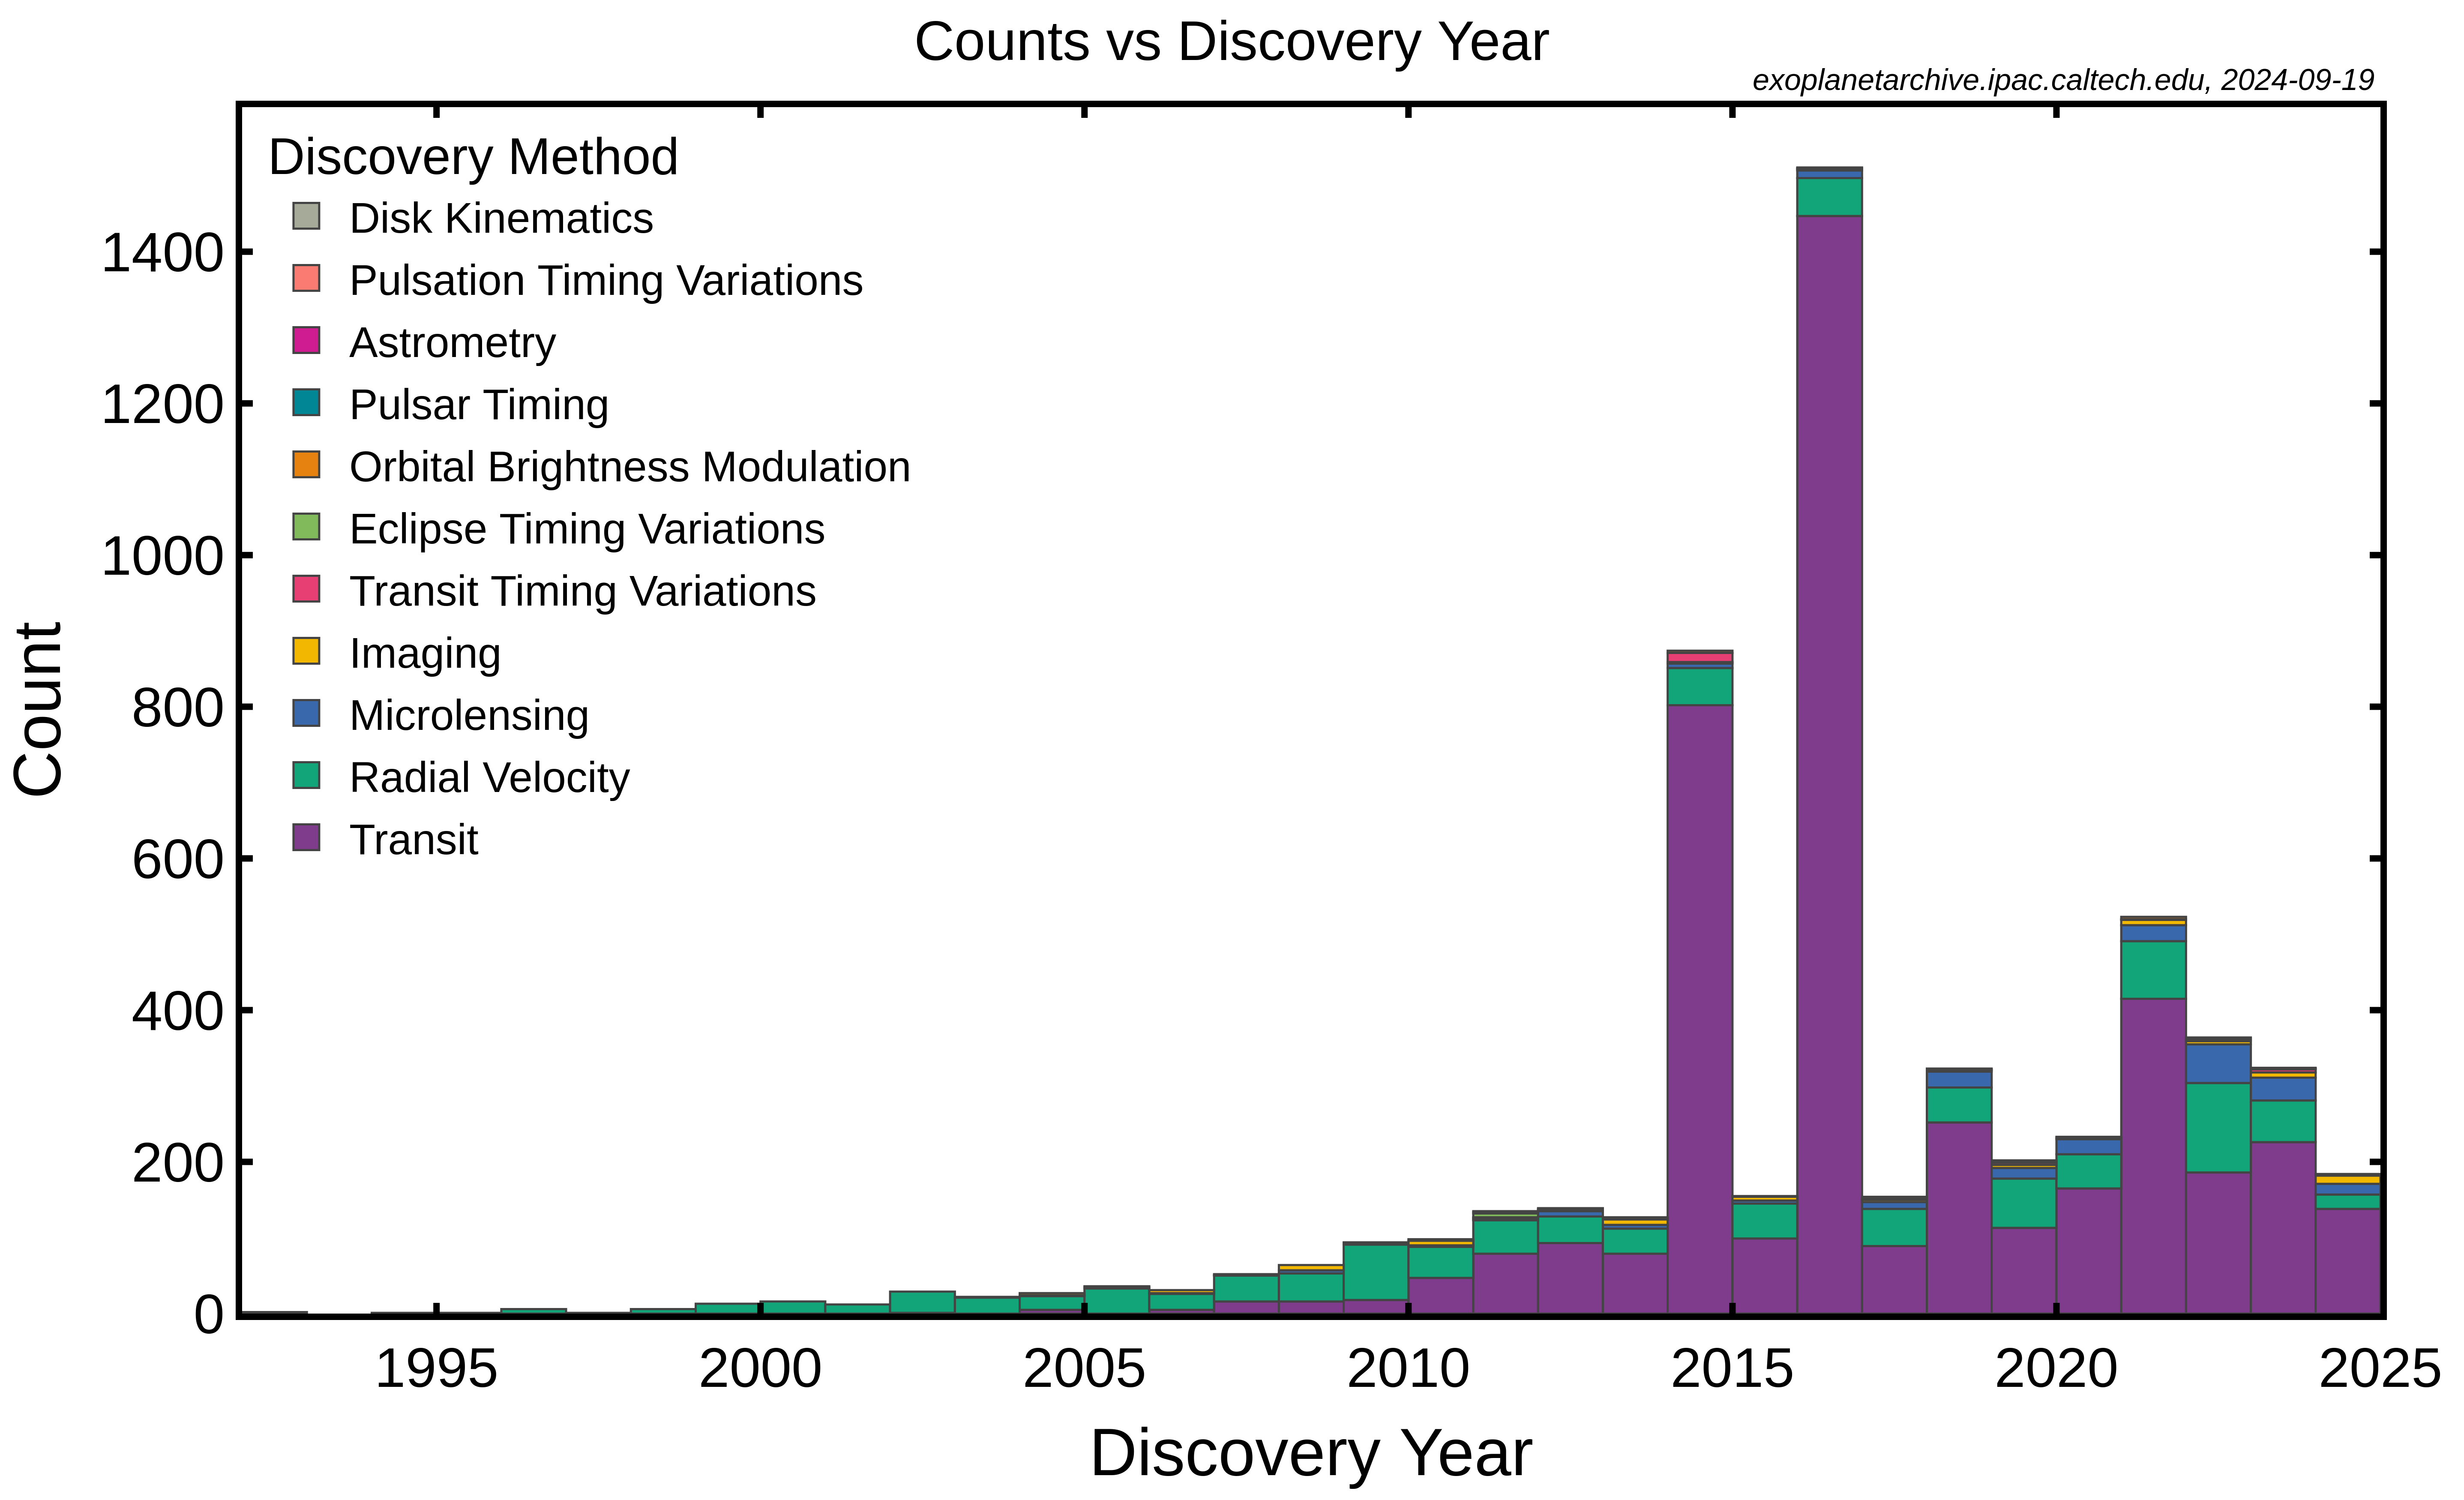 Counts vs Discovery Year
exoplanetarchive.ipac.caltech.edu, 2024-09-19
Discovery Method
Disk Kinematics
Pulsation Timing Variations
Astrometry
Pulsar Timing
Orbital Brightness Modulation
Eclipse Timing Variations
Transit Timing Variations
Imaging
Microlensing
Radial Velocity
Transit
Count
1400
1200
1000
800
600
400
200
0
1995 2000 2005 2010 2015 2020 2025
Discovery Year